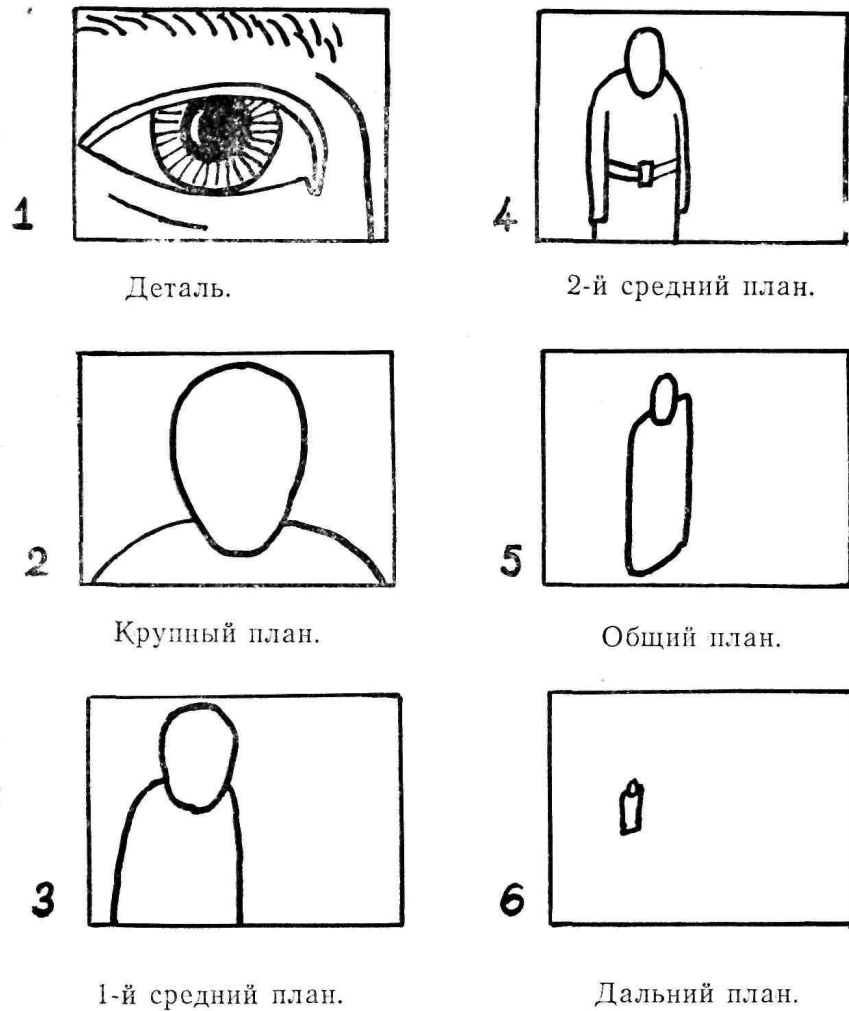 1
Деталь.
2
Крупный план.
3
1-й средний план.
4
2-й средний план.
5
Общий план.
6
Дальний план.